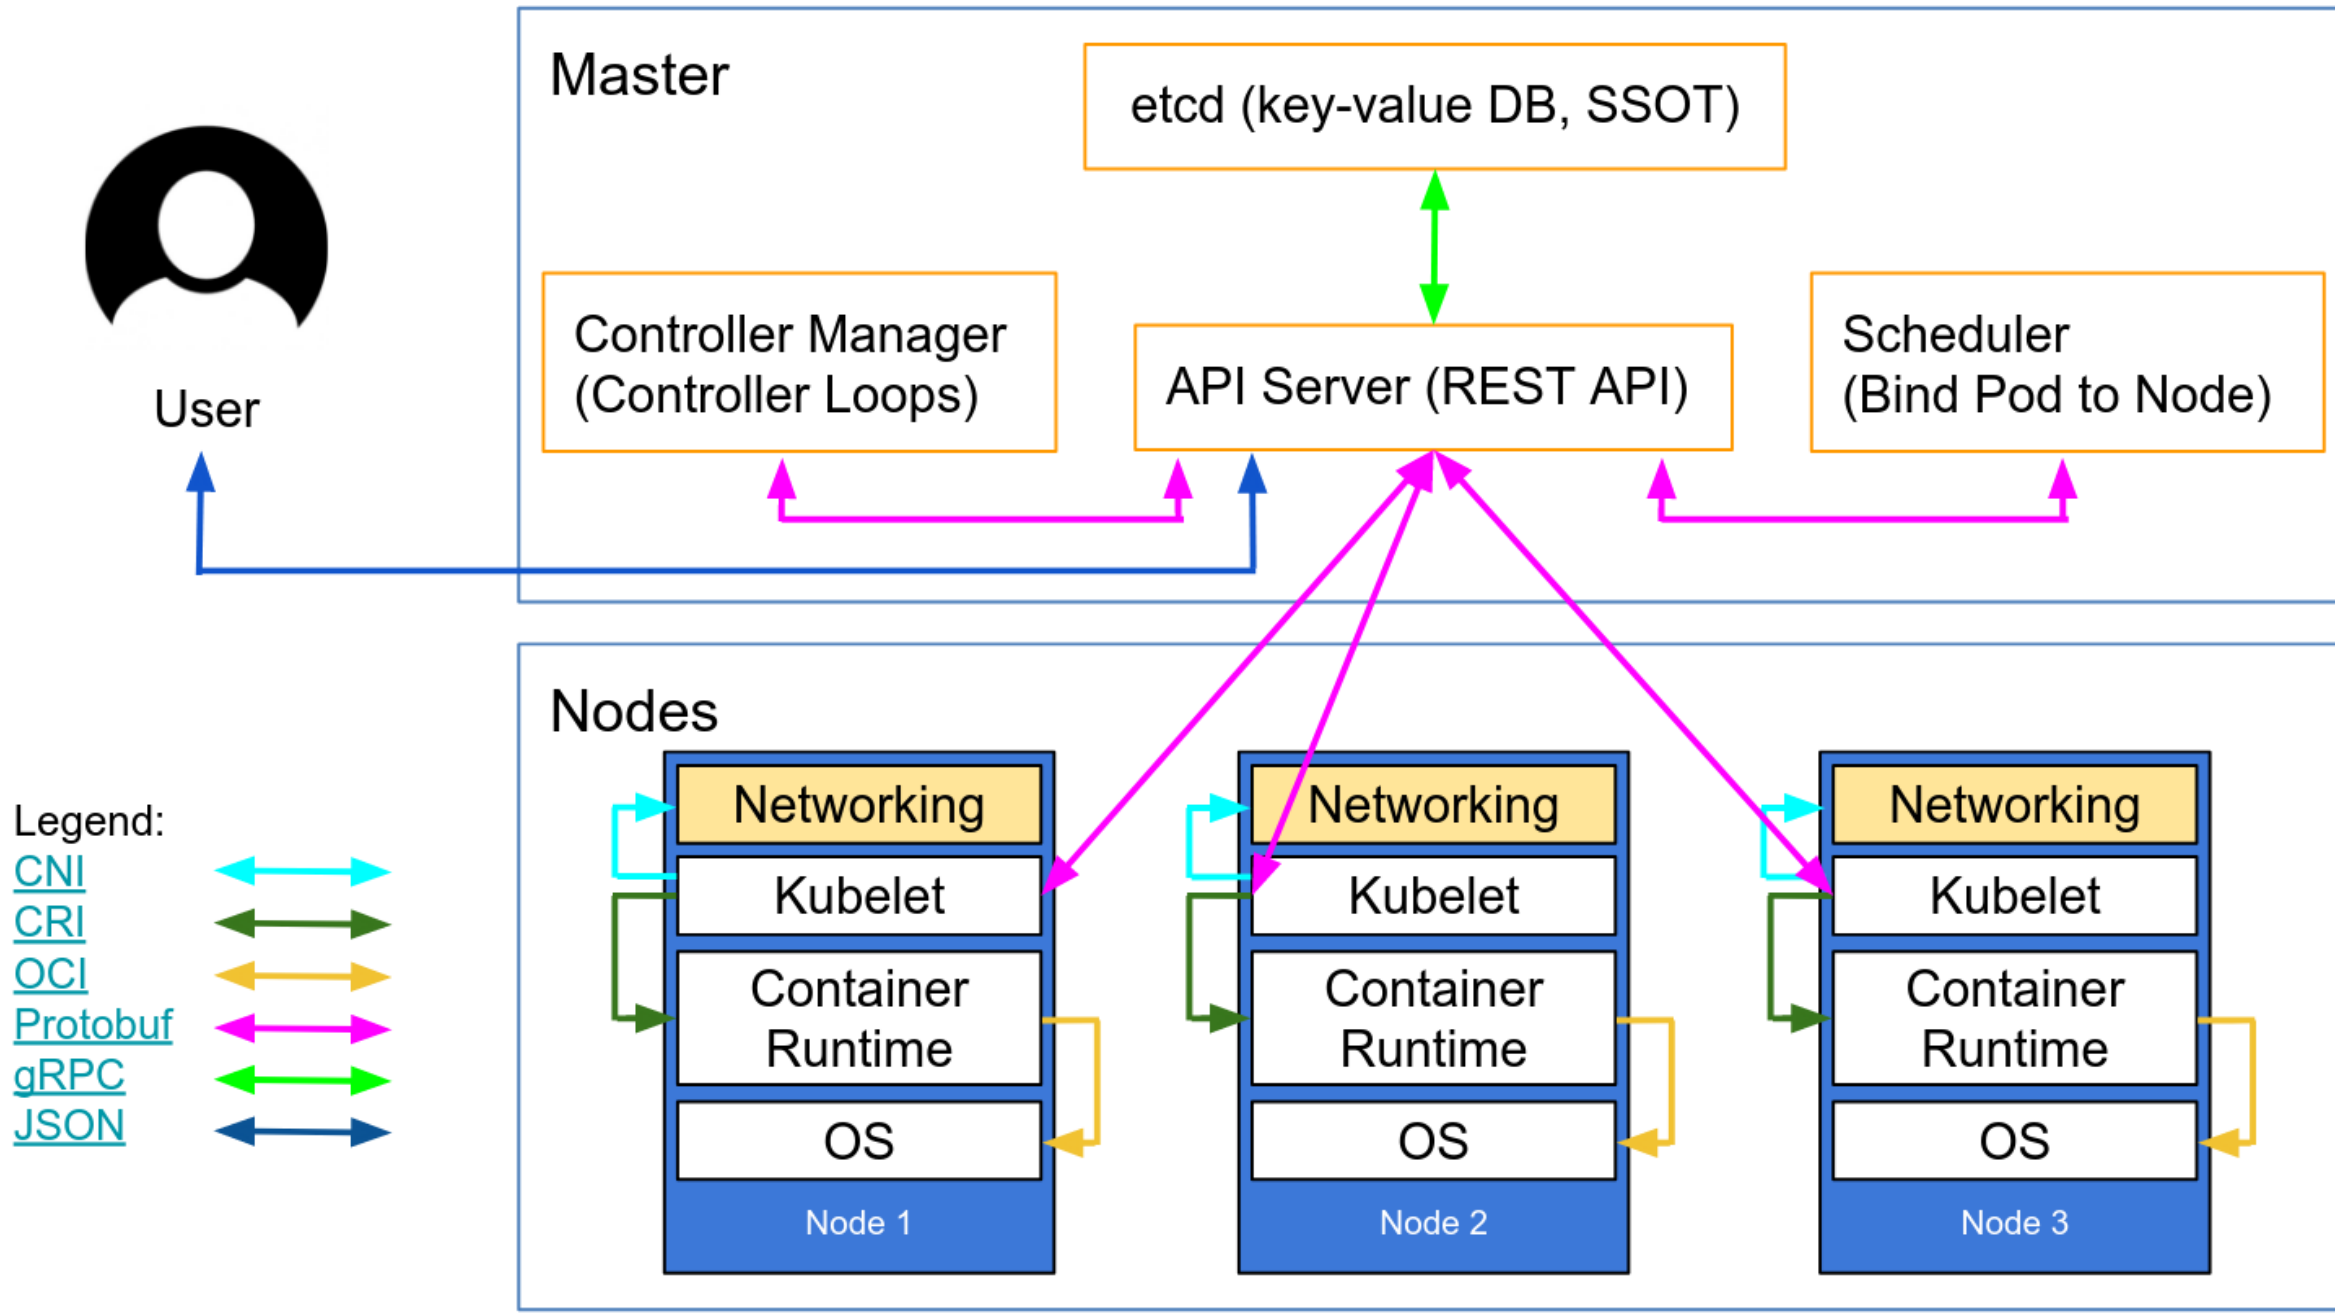 Master
etcd (key-value DB, SSOT)
Controller Manager
(Controller Loops)
API Server (REST API)
Scheduler
(Bind Pod to Node)
User
Nodes
Networking
Kubelet
Container
Runtime
OS
Node 1
Networking
Kubelet
Container
Runtime
OS
Node 2
Networking
Kubelet
Container
Runtime
OS
Node 3
Legend:
CNI
CRI
OCI
Protobuf
gRPC
JSON